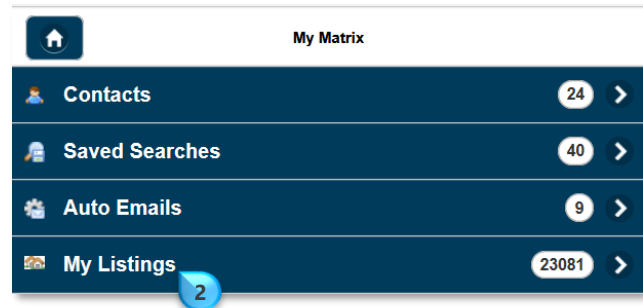 My Matrix
Contacts 24
Saved Searches 40
Auto Emails 9
My Listings 23081
2